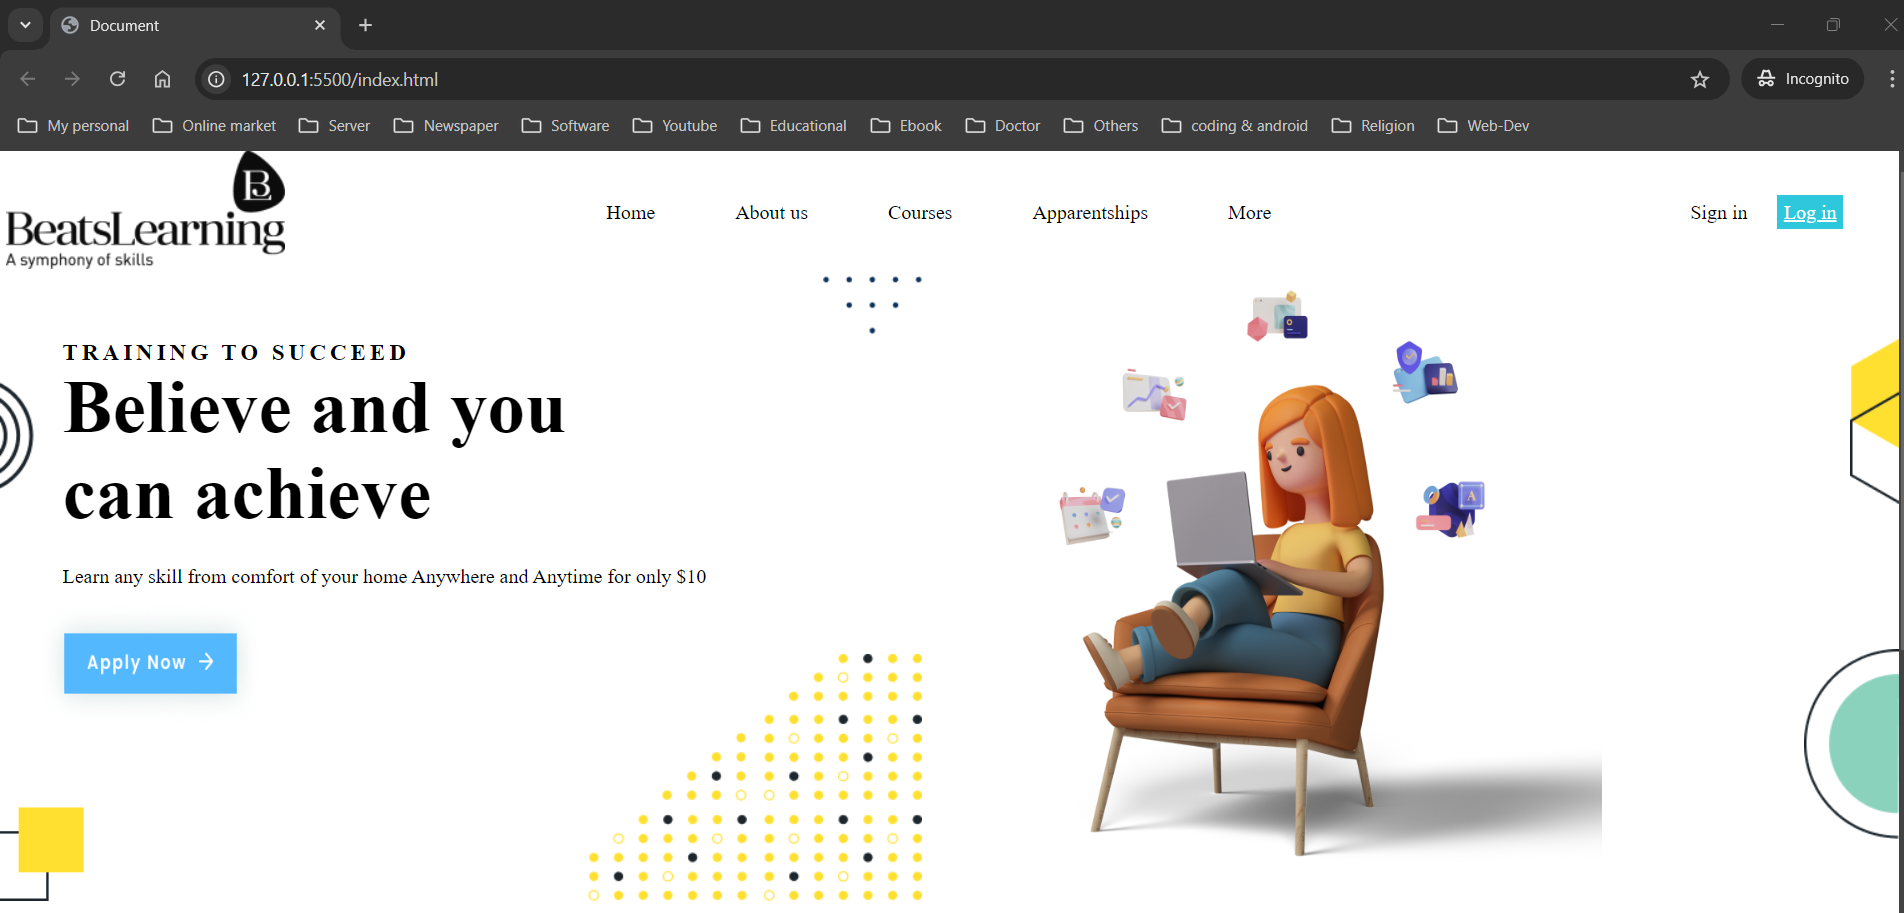 Document
127.0.0.1:5500/index.html
Incognito
My personal Online market Server Newspaper Software Youtube Educational Ebook Doctor Others coding & android Religion Web-Dev
B
BeatsLearning
A symphony of skills
Home About us Courses Apparentships More Sign in Log in
TRAINING TO SUCCEED
Believe and you
can achieve
Learn any skill from comfort of your home Anywhere and Anytime for only $10
Apply Now
A